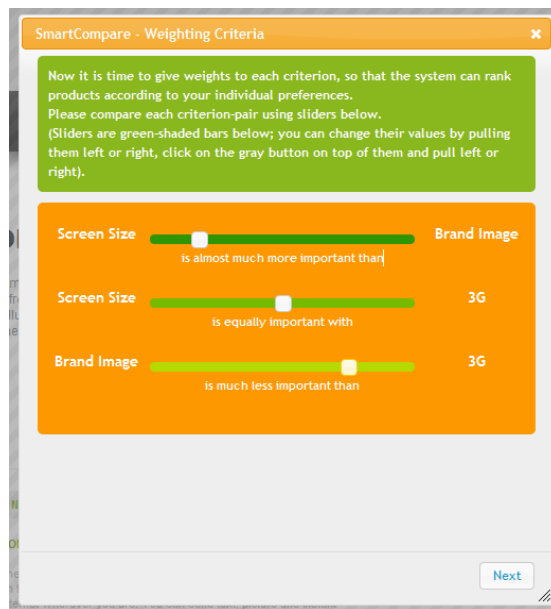 SmartCompare - Weighting Criteria
Now it is time to give weights to each criterion, so that the system can rank
products according to your individual preferences.
Please compare each criterion-pair using sliders below.
(Sliders are green-shaded bars below; you can change their values by pulling
them left or right, click on the gray button on top of them and pull left or
right).
Screen Size Brand Image
is almost much more important than
Screen Size 3G
is equally important with
Brand Image 3G
is much less important than
Next